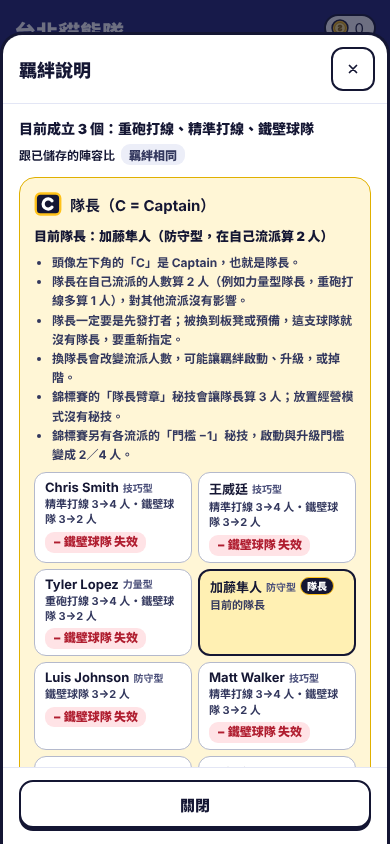 台北猩熊隊
0
羈絆說明
×
目前成立 3 個：重砲打線、精準打線、鐵壁球隊
跟已儲存的陣容比 羈絆相同
C 隊長（C = Captain）
目前隊長：加藤隼人（防守型，在自己流派算 2 人）
• 頭像左下角的「C」是 Captain，也就是隊長。
• 隊長在自己流派的人數算 2 人（例如力量型隊長，重砲打
線多算 1 人），對其他流派沒有影響。
• 隊長一定要是先發打者；被換到板凳或預備，這支球隊就
沒有隊長，要重新指定。
• 換隊長會改變流派人數，可能讓羈絆啟動、升級，或掉
階。
• 錦標賽的「隊長臂章」秘技會讓隊長算 3 人；放置經營模
式沒有秘技。
• 錦標賽另有各流派的「門檻 −1」秘技，啟動與升級門檻
變成 2／4 人。
Chris Smith 技巧型
精準打線 3→4 人・鐵壁球
隊 3→2 人
− 鐵壁球隊 失效
王威廷 技巧型
精準打線 3→4 人・鐵壁球
隊 3→2 人
− 鐵壁球隊 失效
Tyler Lopez 力量型
重砲打線 3→4 人・鐵壁球
隊 3→2 人
− 鐵壁球隊 失效
加藤隼人 防守型 隊長
目前的隊長
Luis Johnson 防守型
鐵壁球隊 3→2 人
− 鐵壁球隊 失效
Matt Walker 技巧型
精準打線 3→4 人・鐵壁球
隊 3→2 人
− 鐵壁球隊 失效
關閉